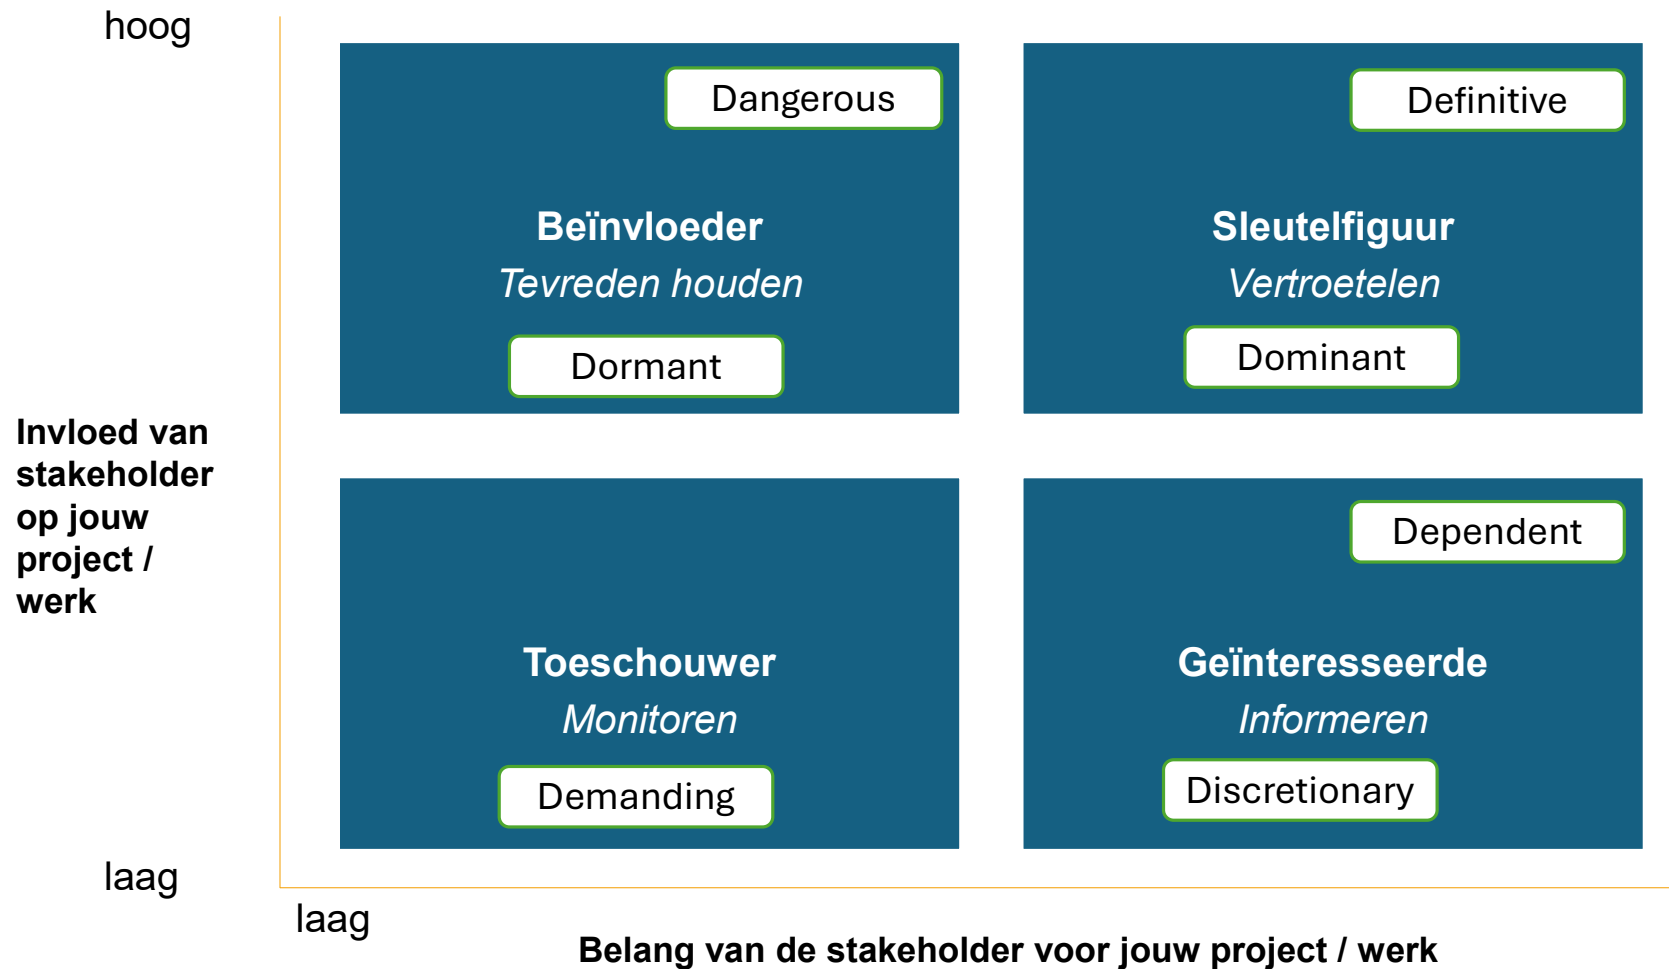 hoog
Dangerous
Definitive
Beïnvloeder
Tevreden houden
Dormant
Sleutelfiguur
Vertroetelen
Dominant
Invloed van
stakeholder
op jouw
project /
werk
Toeschouwer
Monitoren
Demanding
Dependent
Geïnteresseerde
Informeren
Discretionary
laag
laag
Belang van de stakeholder voor jouw project / werk